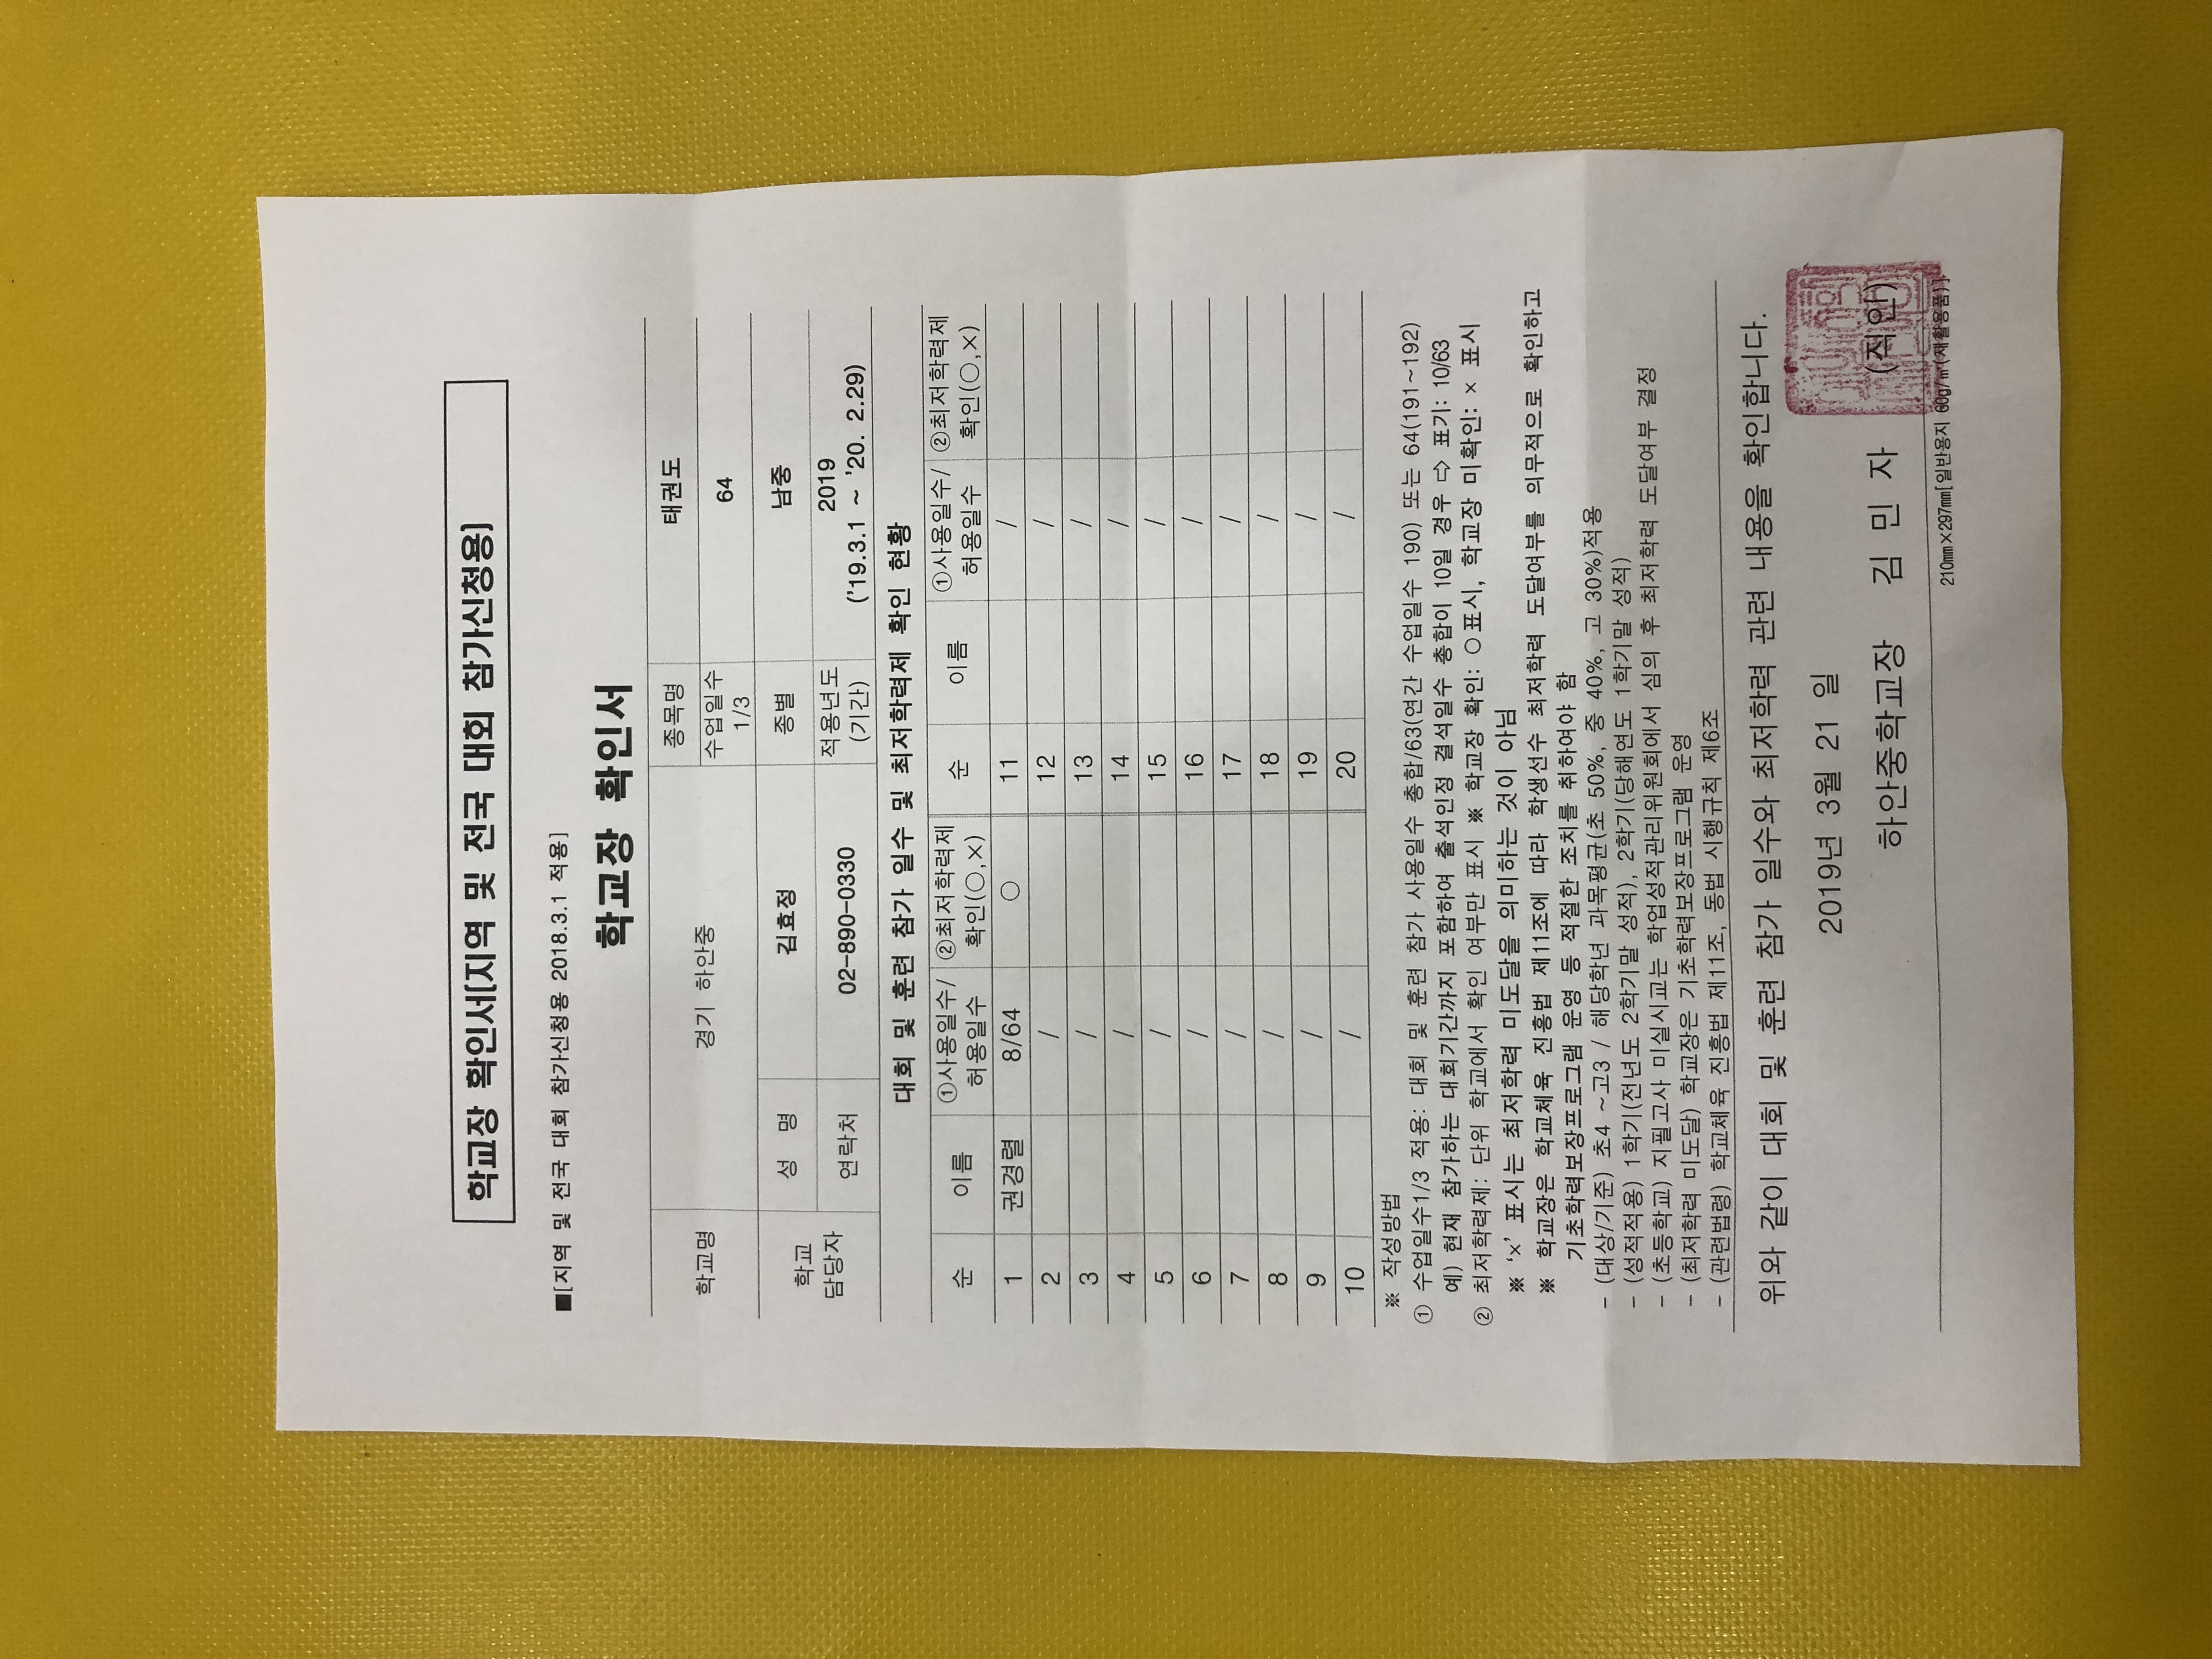 학교장 확인서[지역 및 전국 대회 참가신청용]
■[지역 및 전국 대회 참가신청용 2018.3.1 적용]
학교장 확인서
학교명 경기 하안중 종목명 태권도
수업일수 1/3 64
학교 담당자 성 명 김효정 종별 남중
연락처 02-890-0330 적용년도 (기간) 2019 ('19.3.1 ~ '20. 2.29)
대회 및 훈련 참가 일수 및 최저학력제 확인 현황
순 이름 ①사용일수/허용일수 ②최저학력제 확인(○,×) 순 이름 ①사용일수/허용일수 ②최저학력제 확인(○,×)
1 권경렬 8/64 ○ 11 /
2 / 12 /
3 / 13 /
4 / 14 /
5 / 15 /
6 / 16 /
7 / 17 /
8 / 18 /
9 / 19 /
10 / 20 /
※ 작성방법
① 수업일수1/3 적용: 대회 및 훈련 참가 사용일수 총합/63(연간 수업일수 190) 또는 64(191~192)
예) 현재 참가하는 대회기간까지 포함하여 출석인정 결석일수 총합이 10일 경우 ⇨ 표기: 10/63
② 최저학력제: 단위 학교에서 확인 여부만 표시 ※ 학교장 확인: ○표시, 학교장 미확인: × 표시
※ '×' 표시는 최저학력 미도달을 의미하는 것이 아님
※ 학교장은 학교체육 진흥법 제11조에 따라 학생선수 최저학력 도달여부를 의무적으로 확인하고
기초학력보장프로그램 운영 등 적절한 조치를 취하여야 함
- (대상/기준) 초4 ~고3 / 해당학년 과목평균(초 50%, 중 40%, 고 30%)적용
- (성적적용) 1학기(전년도 2학기말 성적), 2학기(당해연도 1학기말 성적)
- (초등학교) 지필고사 미실시교는 학업성적관리위원회에서 심의 후 최저학력 도달여부 결정
- (최저학력 미도달) 학교장은 기초학력보장프로그램 운영
- (관련법령) 학교체육 진흥법 제11조, 동법 시행규칙 제6조
위와 같이 대회 및 훈련 참가 일수와 최저학력 관련 내용을 확인합니다.
2019년 3월 21 일
하안중학교장 김 민 자 (직인)
210㎜×297㎜[일반용지 60g/㎡(재활용품)]